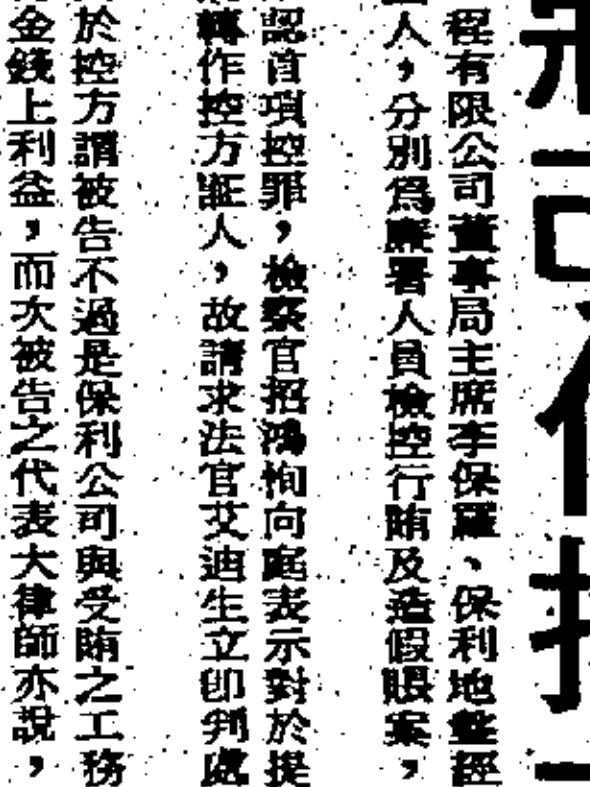 程有限公司董事局主席李保羅、保利地盤經
人，分別為廉署人員檢控行賄及造假賬案，
認首項控罪，檢察官招鴻恂向庭表示對於提
轉作控方証人，故請求法官艾迪生立即判處
於控方謂被告不過是保利公司與受賄之工務
金錢上利益，而次被告之代表大律師亦說，